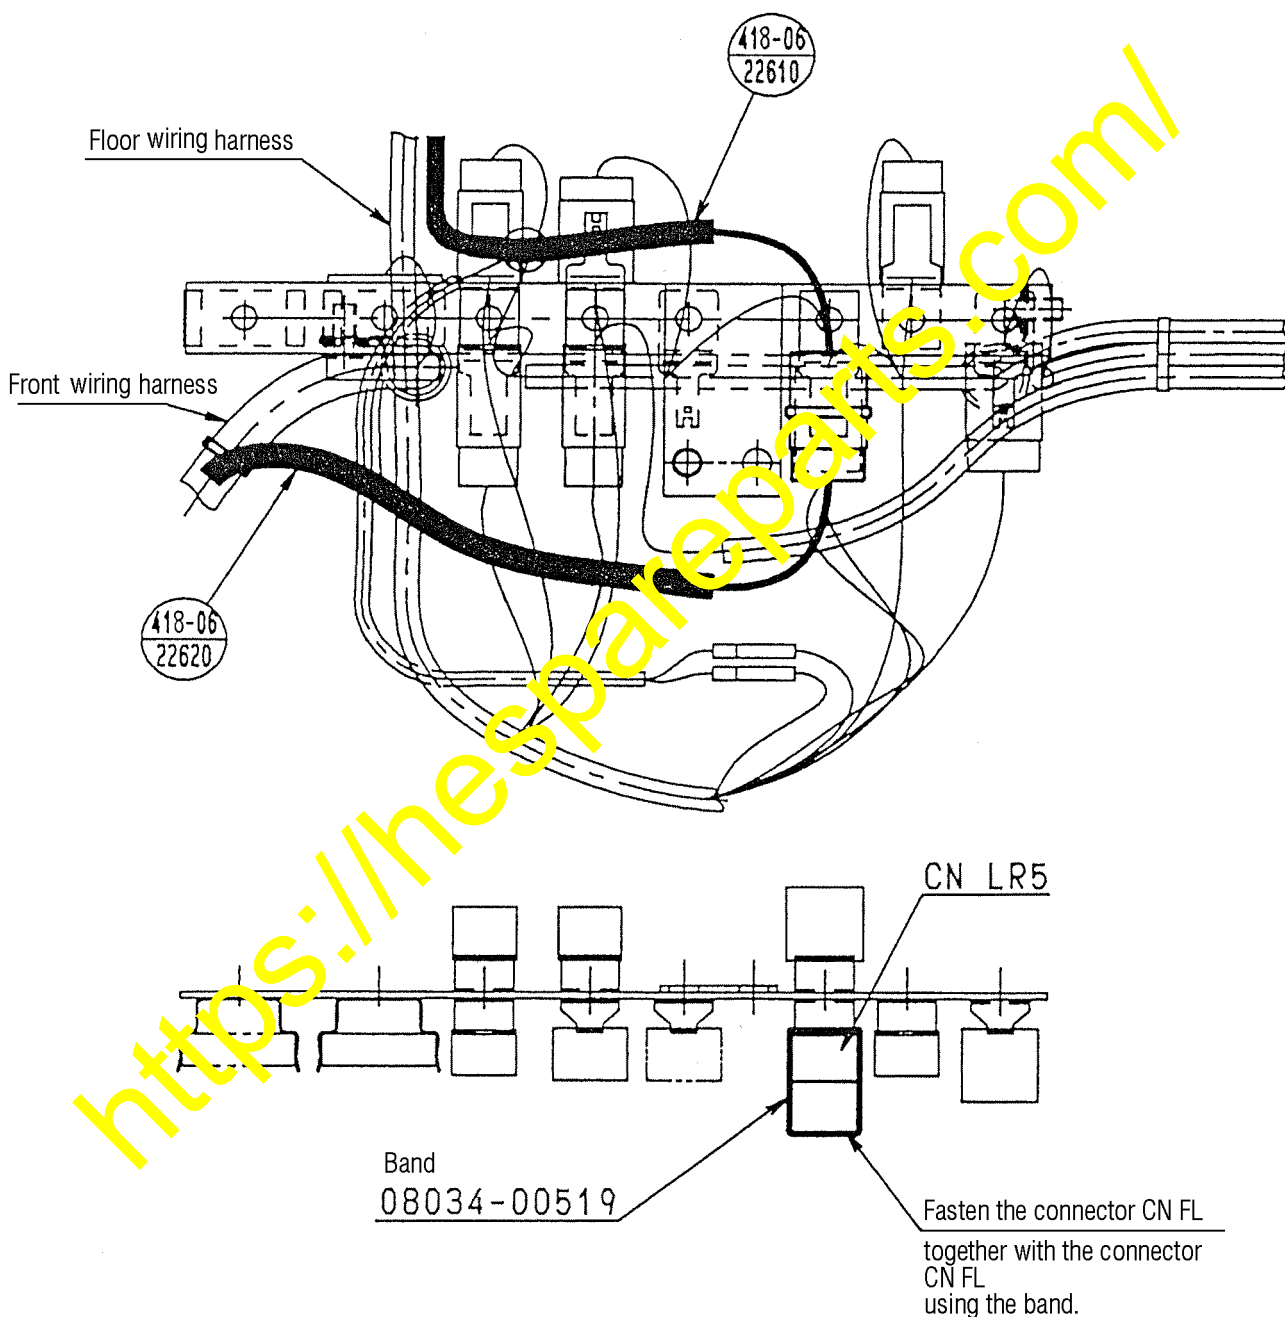 418-06
22610
Floor wiring harness
Front wiring harness
418-06
22620
https://hespareparts.com/
CN LR5
Band
08034-00519
Fasten the connector CN FL
together with the connector
CN FL
using the band.